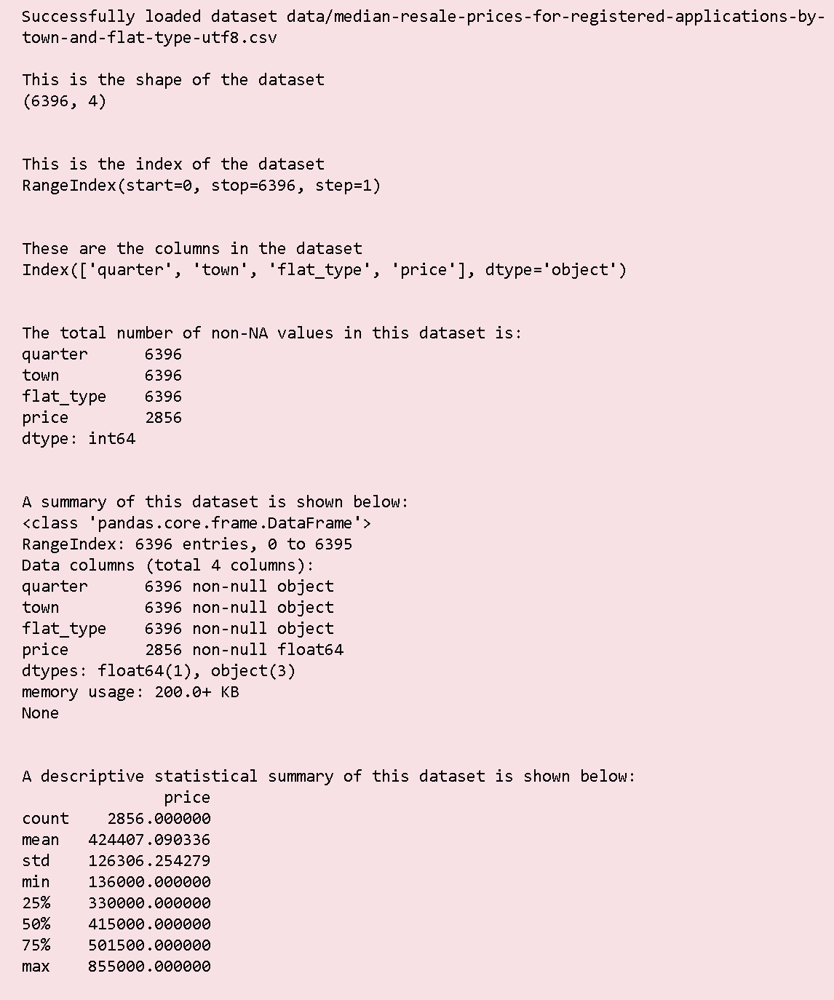 Successfully loaded dataset data/median-resale-prices-for-registered-applications-by-
town-and-flat-type-utf8.csv
This is the shape of the dataset
(6396, 4)
This is the index of the dataset
RangeIndex(start=0, stop=6396, step=1)
These are the columns in the dataset
Index(['quarter', 'town', 'flat_type', 'price'], dtype='object')
The total number of non-NA values in this dataset is:
quarter      6396
town         6396
flat_type    6396
price        2856
dtype: int64
A summary of this dataset is shown below:
<class 'pandas.core.frame.DataFrame'>
RangeIndex: 6396 entries, 0 to 6395
Data columns (total 4 columns):
quarter      6396 non-null object
town         6396 non-null object
flat_type    6396 non-null object
price        2856 non-null float64
dtypes: float64(1), object(3)
memory usage: 200.0+ KB
None
A descriptive statistical summary of this dataset is shown below:
               price
count    2856.000000
mean   424407.090336
std    126306.254279
min    136000.000000
25%    330000.000000
50%    415000.000000
75%    501500.000000
max    855000.000000